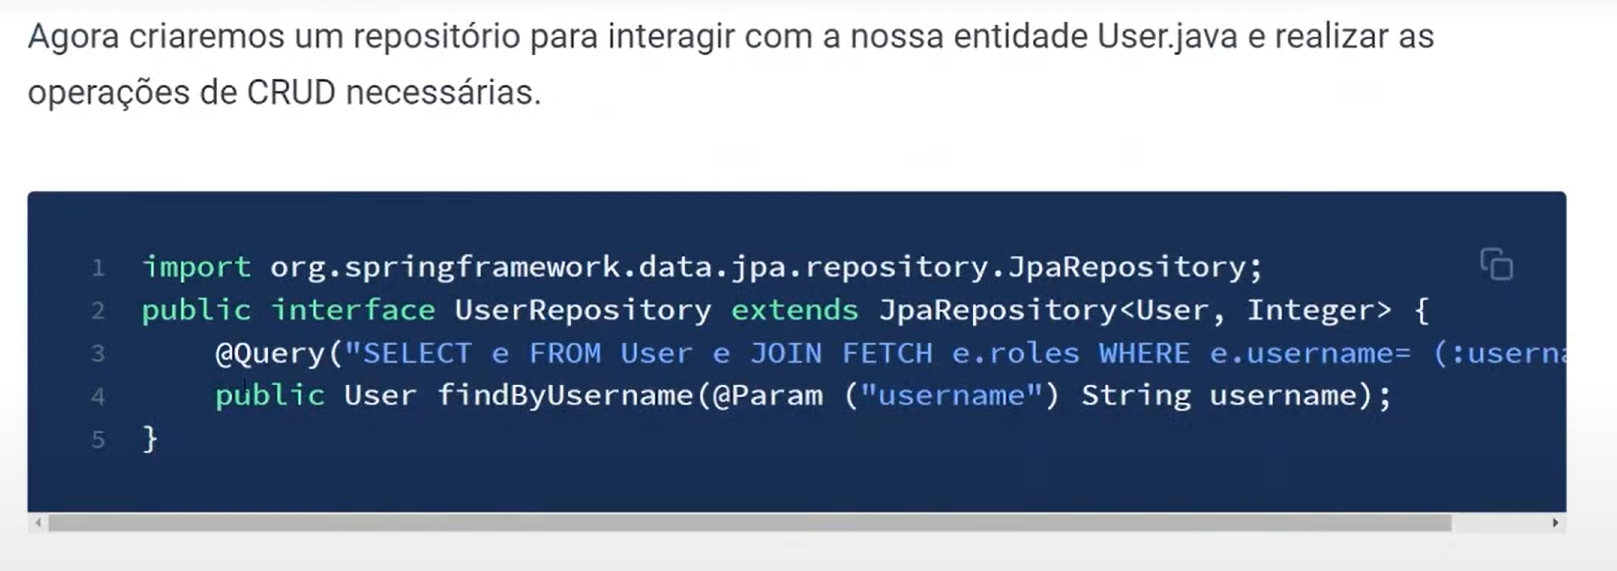 Agora criaremos um repositório para interagir com a nossa entidade User.java e realizar as
operações de CRUD necessárias.
1 import org.springframework.data.jpa.repository.JpaRepository;
2 public interface UserRepository extends JpaRepository<User, Integer> {
3 @Query("SELECT e FROM User e JOIN FETCH e.roles WHERE e.username= (:userna
4 public User findByUsername(@Param ("username") String username);
5 }